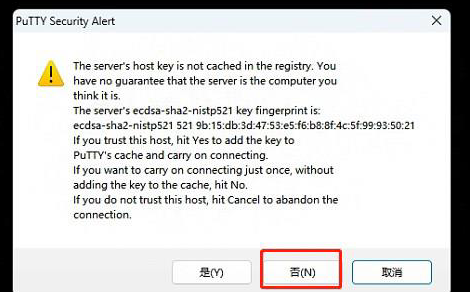 PuTTY Security Alert
The server's host key is not cached in the registry. You
have no guarantee that the server is the computer you
think it is.
The server's ecdsa-sha2-nistp521 key fingerprint is:
ecdsa-sha2-nistp521 521 9b:15:db:3d:47:53:e5:f6:b8:8f:4c:5f:99:93:50:21
If you trust this host, hit Yes to add the key to
PuTTY's cache and carry on connecting.
If you want to carry on connecting just once, without
adding the key to the cache, hit No.
If you do not trust this host, hit Cancel to abandon the
connection.
是(Y) 否(N) 取消